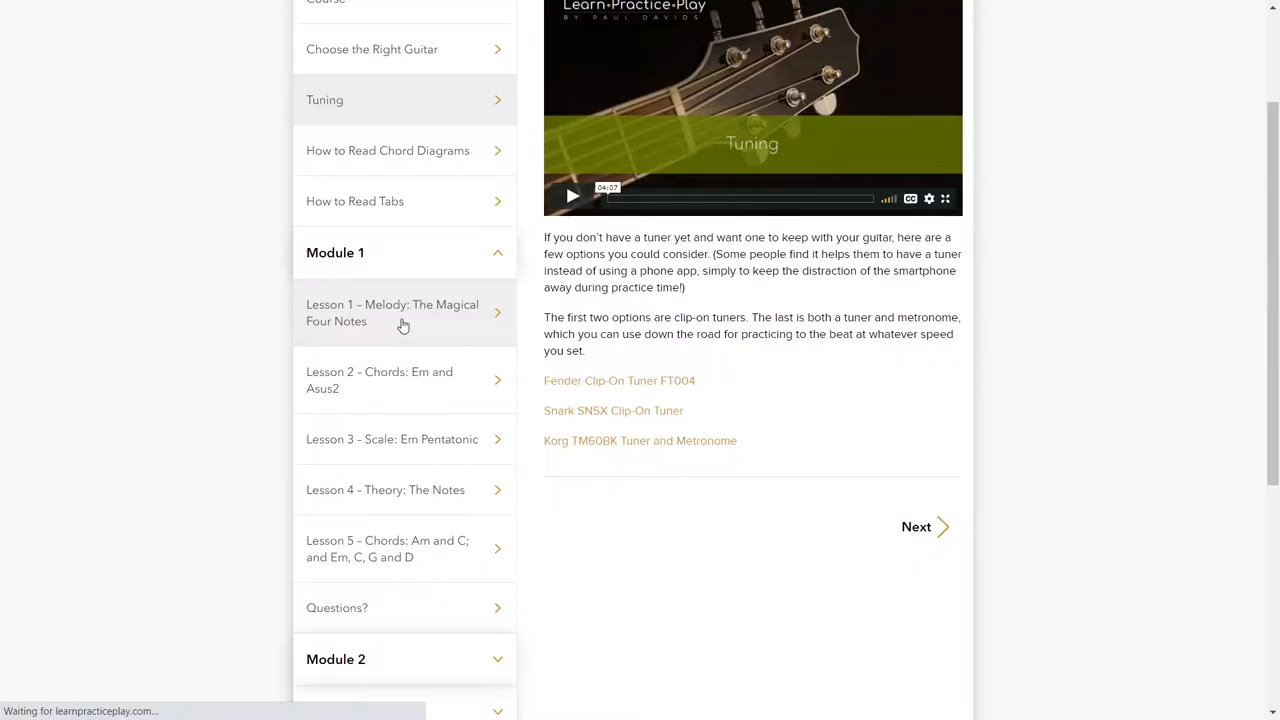 Course
Choose the Right Guitar
Tuning
How to Read Chord Diagrams
How to Read Tabs
Module 1
Lesson 1 – Melody: The Magical
Four Notes
Lesson 2 – Chords: Em and
Asus2
Lesson 3 – Scale: Em Pentatonic
Lesson 4 – Theory: The Notes
Lesson 5 – Chords: Am and C;
and Em, C, G and D
Questions?
Module 2
Learn•Practice•Play
BY PAUL DAVIDS
Tuning
04:07
CC
If you don't have a tuner yet and want one to keep with your guitar, here are a
few options you could consider. (Some people find it helps them to have a tuner
instead of using a phone app, simply to keep the distraction of the smartphone
away during practice time!)
The first two options are clip-on tuners. The last is both a tuner and metronome,
which you can use down the road for practicing to the beat at whatever speed
you set.
Fender Clip-On Tuner FT004
Snark SN5X Clip-On Tuner
Korg TM60BK Tuner and Metronome
Next
Waiting for learnpracticeplay.com...